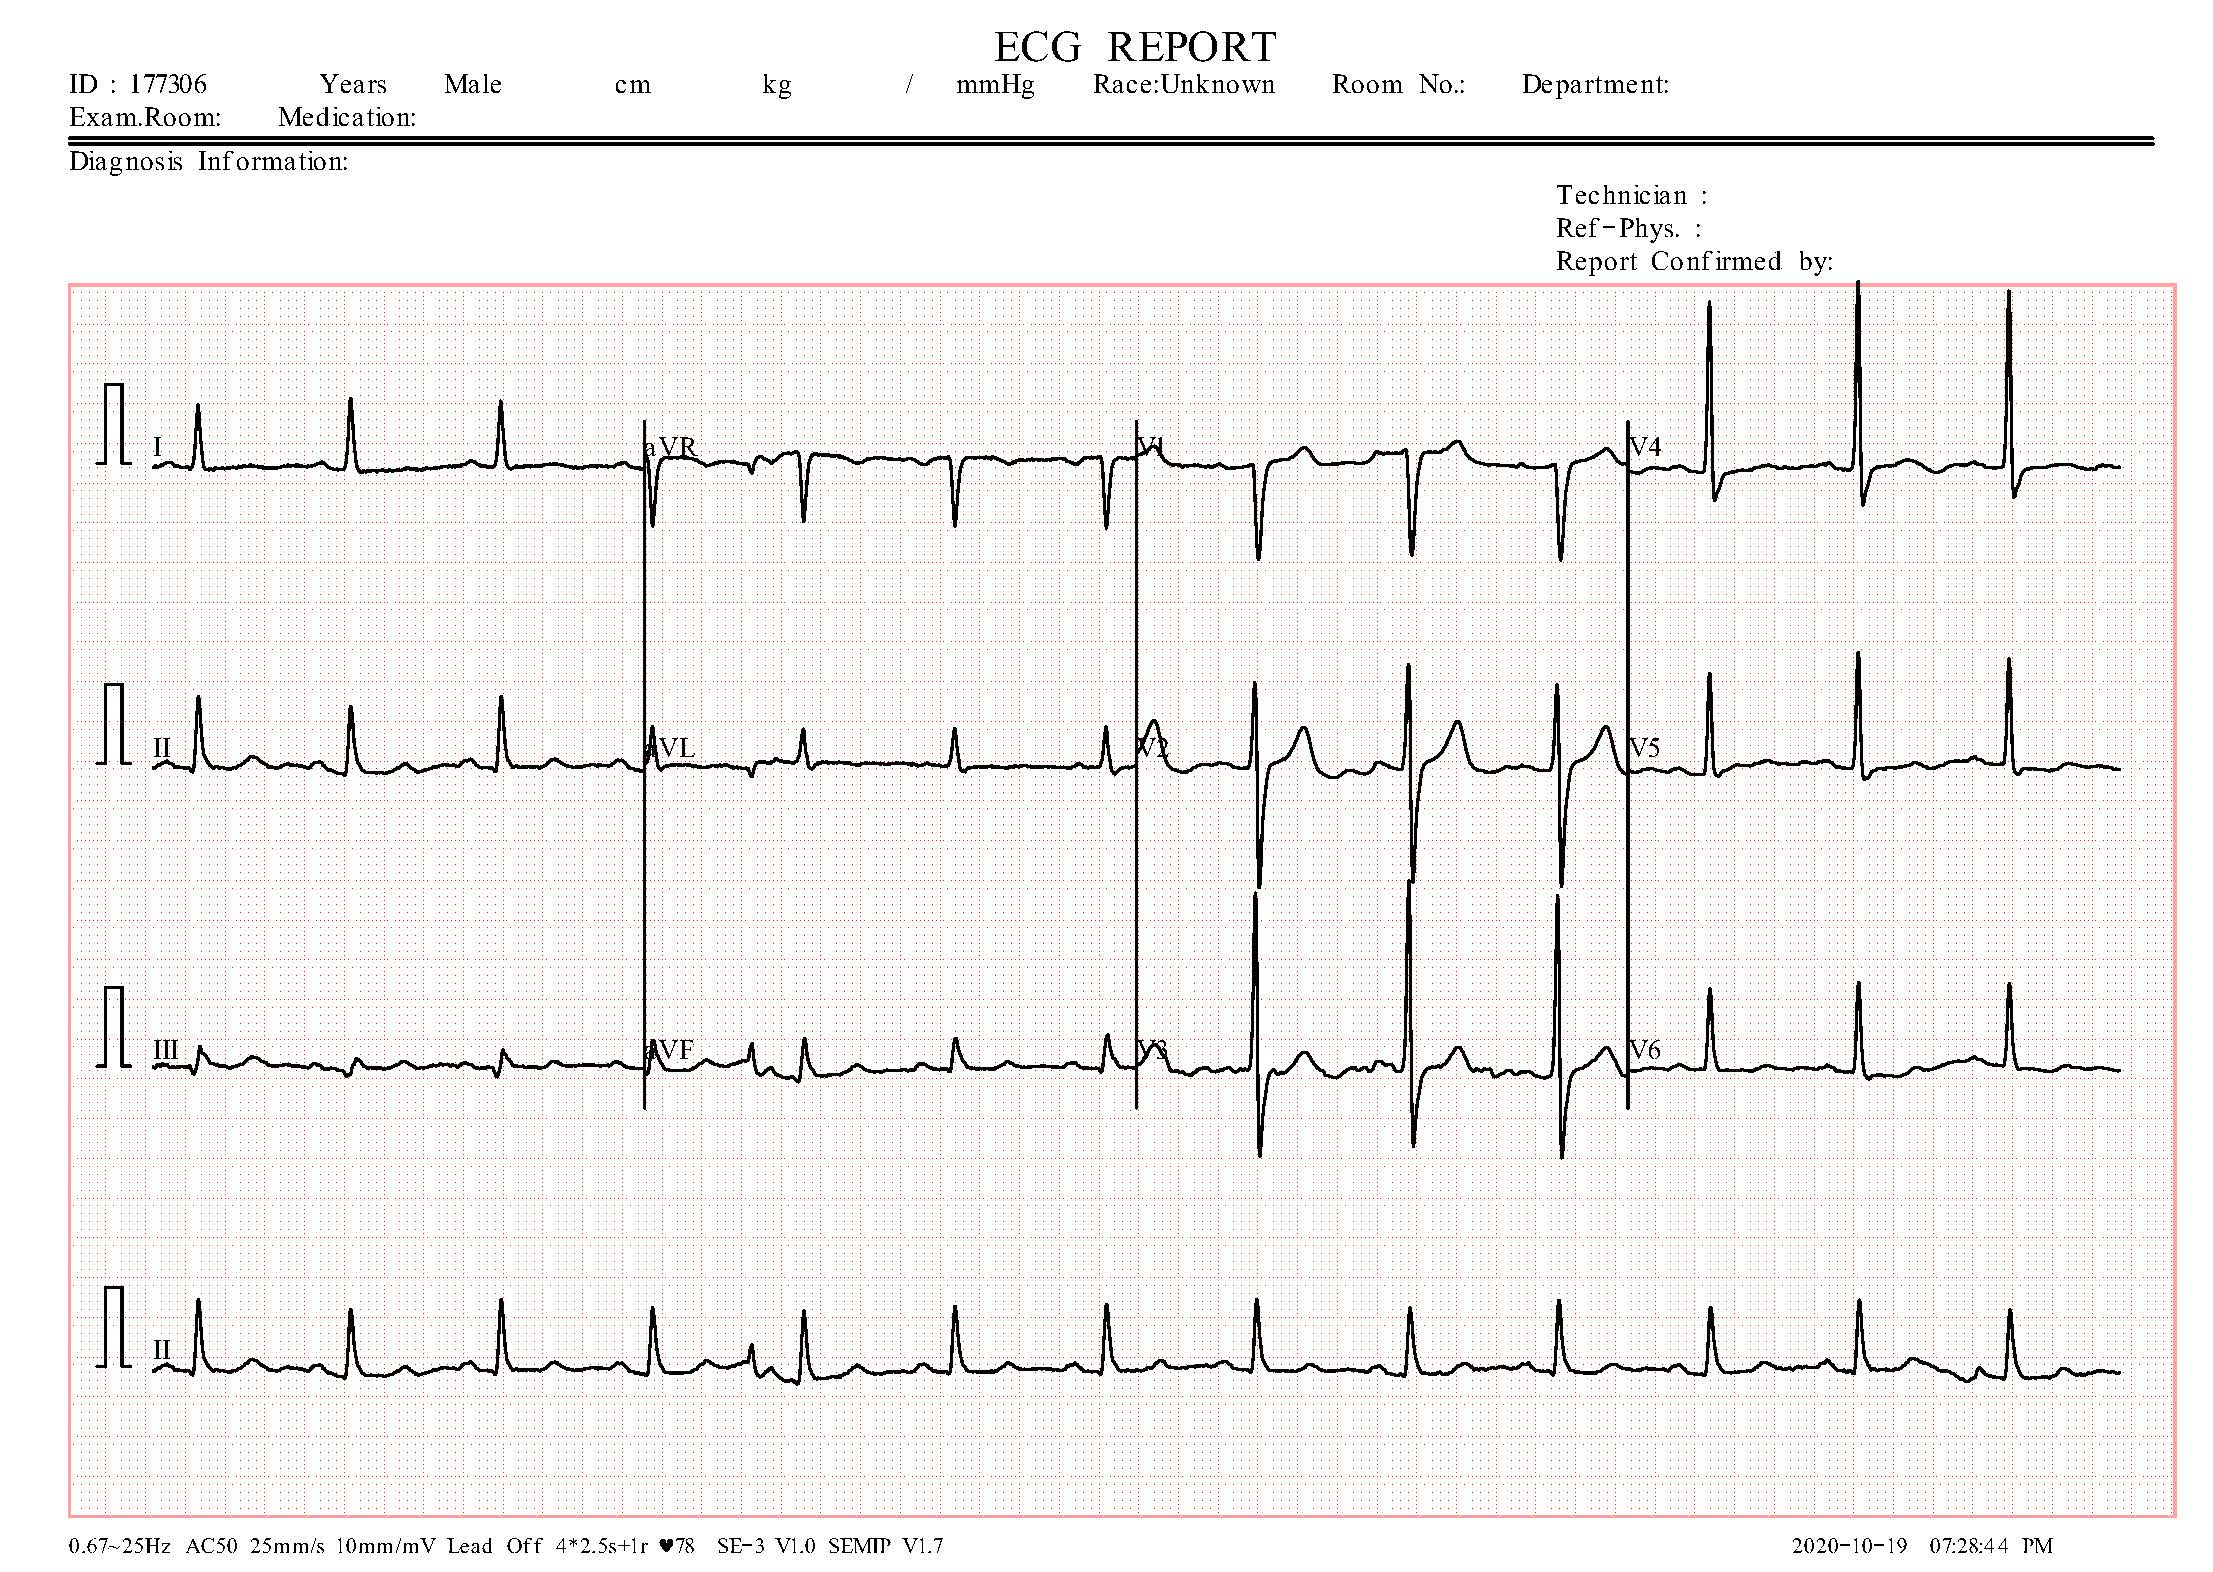 ECG REPORT
ID : 177306 Years Male cm kg / mmHg Race:Unknown Room No.: Department:
Exam.Room: Medication:
Diagnosis Information:
Technician :
Ref-Phys. :
Report Confirmed by:
I aVR V1 V4
II aVL V2 V5
III aVF V3 V6
II
0.67~25Hz AC50 25mm/s 10mm/mV Lead Off 4*2.5s+1r ♥78 SE-3 V1.0 SEMIP V1.7 2020-10-19 07:28:44 PM